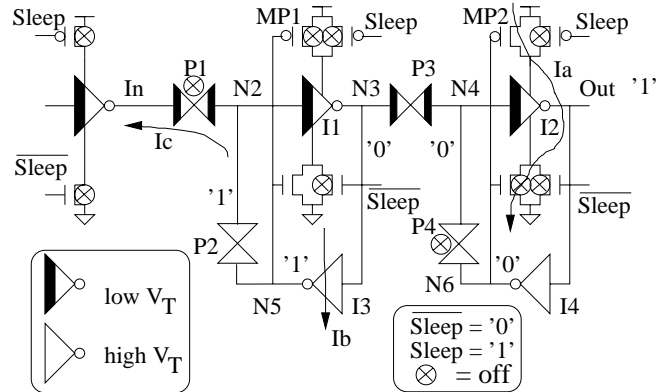 Sleep
MP1
Sleep
MP2
Sleep
P1
Ia
In
N2
N3
P3
N4
Out '1'
I1
I2
Ic
'0'
'0'
Sleep
'1'
Sleep
Sleep
P2
P4
'1'
'0'
N5
I3
N6
I4
Ib
low VT
high VT
Sleep = '0'
Sleep = '1'
= off